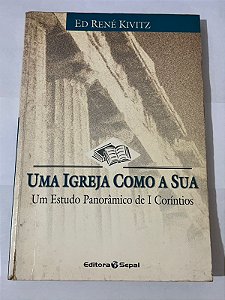 ED RENÉ KIVITZ
UMA IGREJA COMO A SUA
Um Estudo Panorâmico de I Coríntios
Editora Sepal